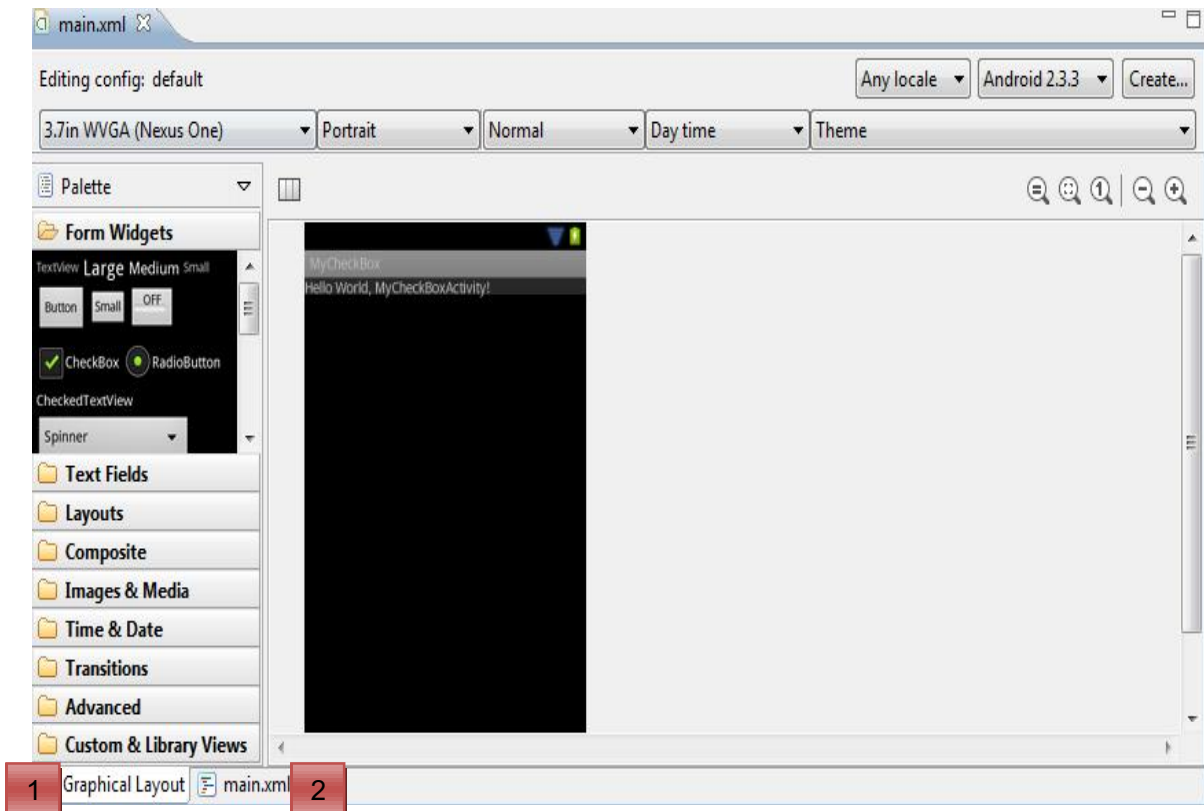 main.xml
Editing config: default
Any locale Android 2.3.3 Create...
3.7in WVGA (Nexus One) Portrait Normal Day time Theme
Palette
Form Widgets
TextView Large Medium Small
Button Small OFF
CheckBox RadioButton
CheckedTextView
Spinner
MyCheckBox
Hello World, MyCheckBoxActivity!
Text Fields
Layouts
Composite
Images & Media
Time & Date
Transitions
Advanced
Custom & Library Views
1 Graphical Layout main.xml 2